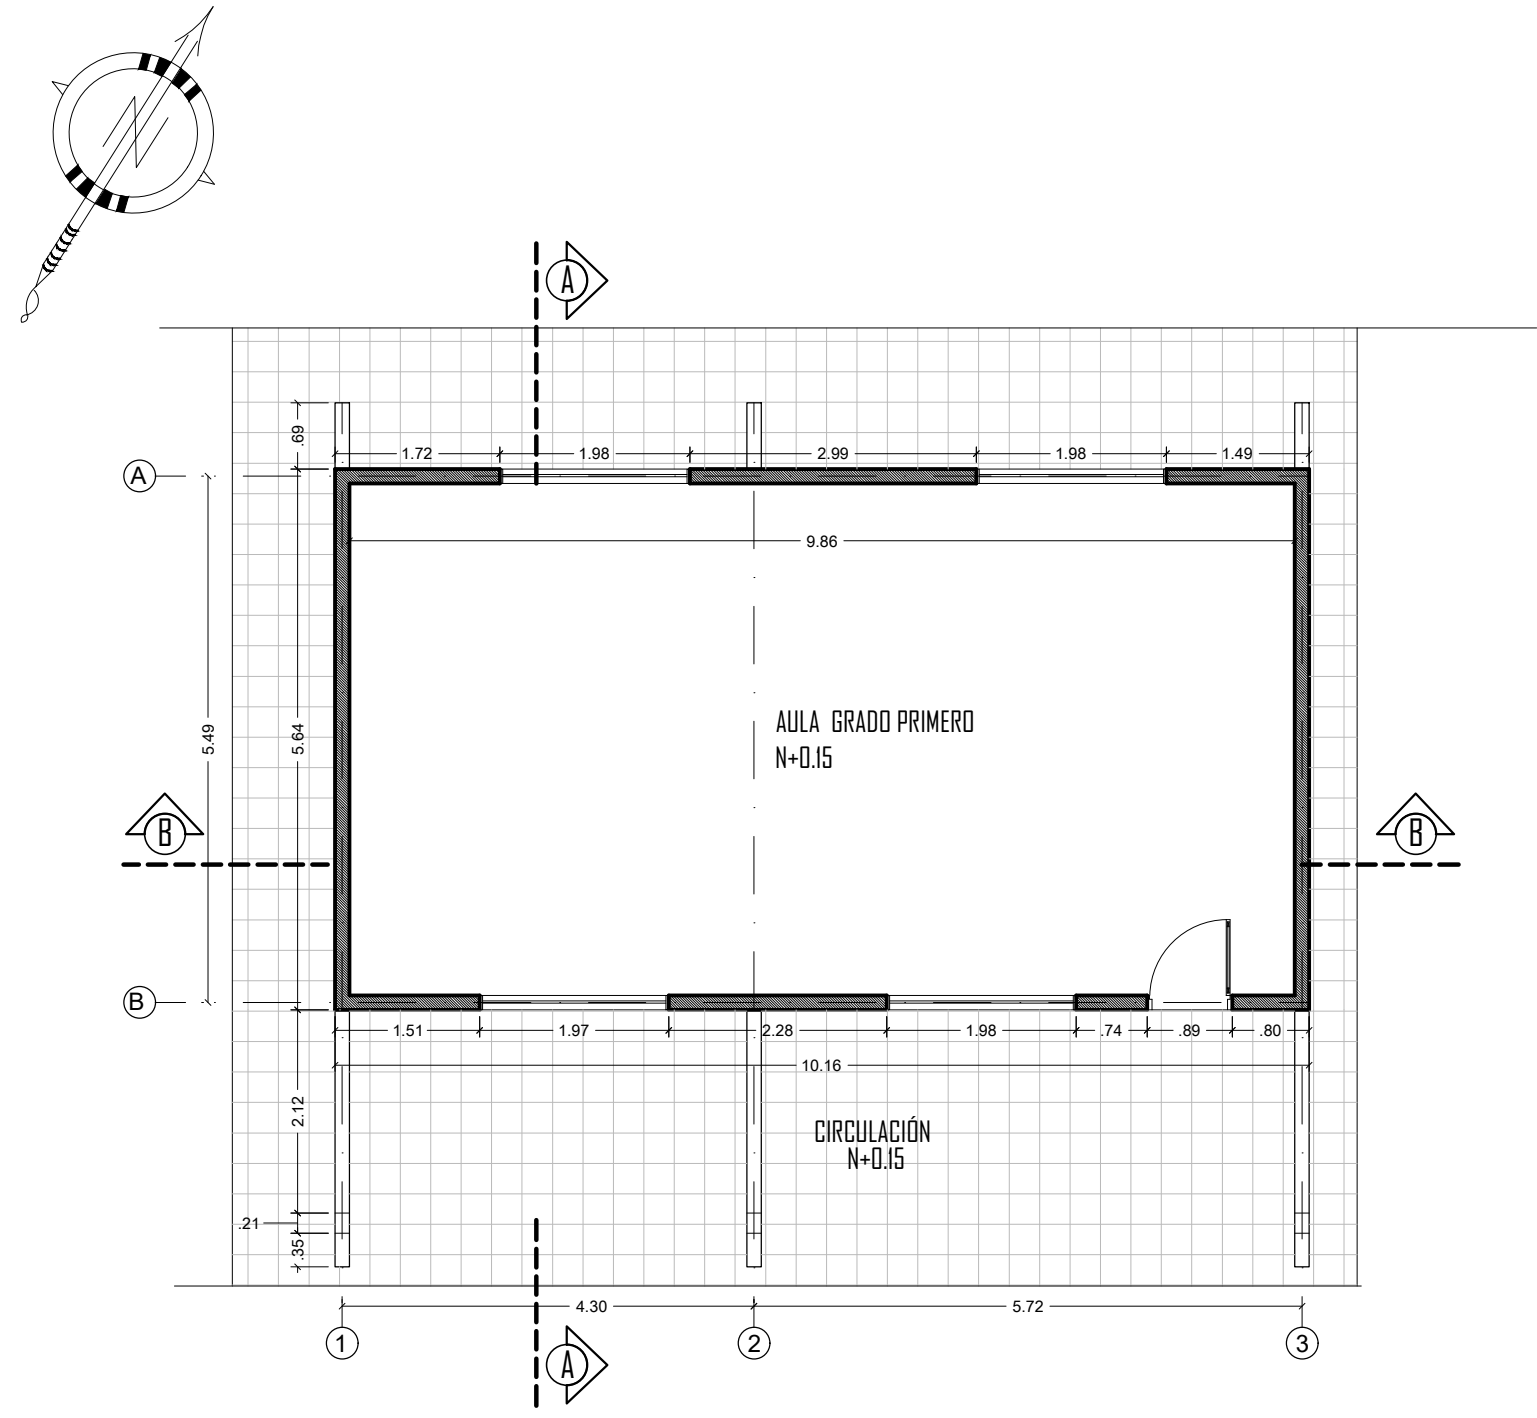 N
A
.69
1.72
1.98
2.99
1.98
1.49
A
9.86
AULA GRADO PRIMERO
N+0.15
5.49
5.64
B
B
B
1.51
1.97
2.28
1.98
.74
.89
.80
10.16
2.12
CIRCULACIÓN
N+0.15
.21
.35
4.30
5.72
1
2
3
A